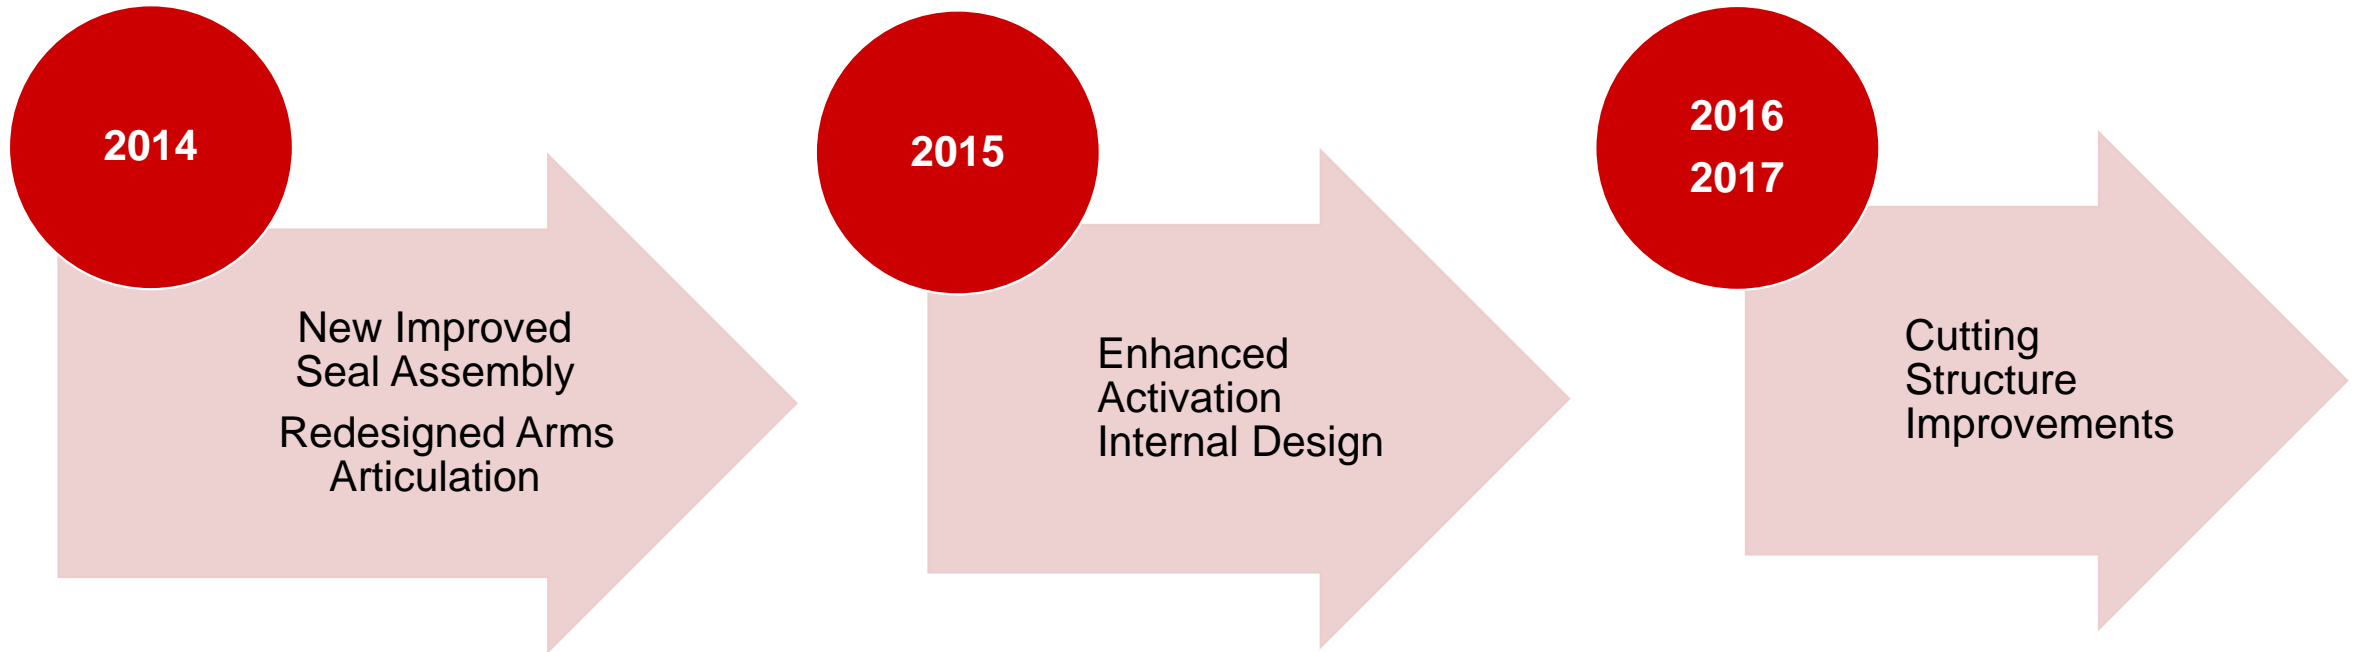 2014
New Improved
Seal Assembly
Redesigned Arms
Articulation
2015
Enhanced
Activation
Internal Design
2016
2017
Cutting
Structure
Improvements